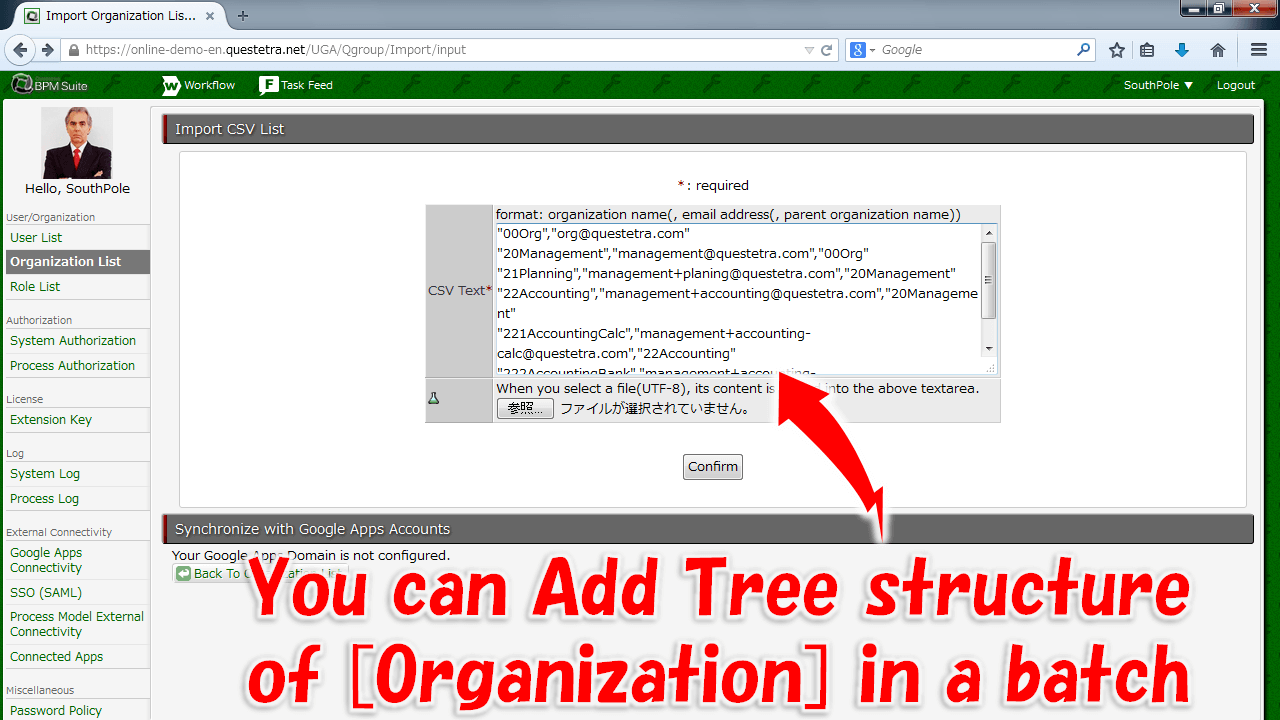 Import Organization Lis...
https://online-demo-en.questetra.net/UGA/Qgroup/Import/input
Google
BPM Suite
Workflow
Task Feed
SouthPole ▼
Logout
Hello, SouthPole
User/Organization
User List
Organization List
Role List
Authorization
System Authorization
Process Authorization
License
Extension Key
Log
System Log
Process Log
External Connectivity
Google Apps
Connectivity
SSO (SAML)
Process Model External
Connectivity
Connected Apps
Miscellaneous
Password Policy
Import CSV List
*: required
format: organization name(, email address(, parent organization name))
CSV Text*
"00Org","org@questetra.com"
"20Management","management@questetra.com","00Org"
"21Planning","management+planing@questetra.com","20Management"
"22Accounting","management+accounting@questetra.com","20Manageme
nt"
"221AccountingCalc","management+accounting-
calc@questetra.com","22Accounting"
"222AccountingBank","management+accounting-
When you select a file(UTF-8), its content is into the above textarea.
参照... ファイルが選択されていません。
Confirm
Synchronize with Google Apps Accounts
Your Google Apps Domain is not configured.
Back To Organization List
You can Add Tree structure
of [Organization] in a batch